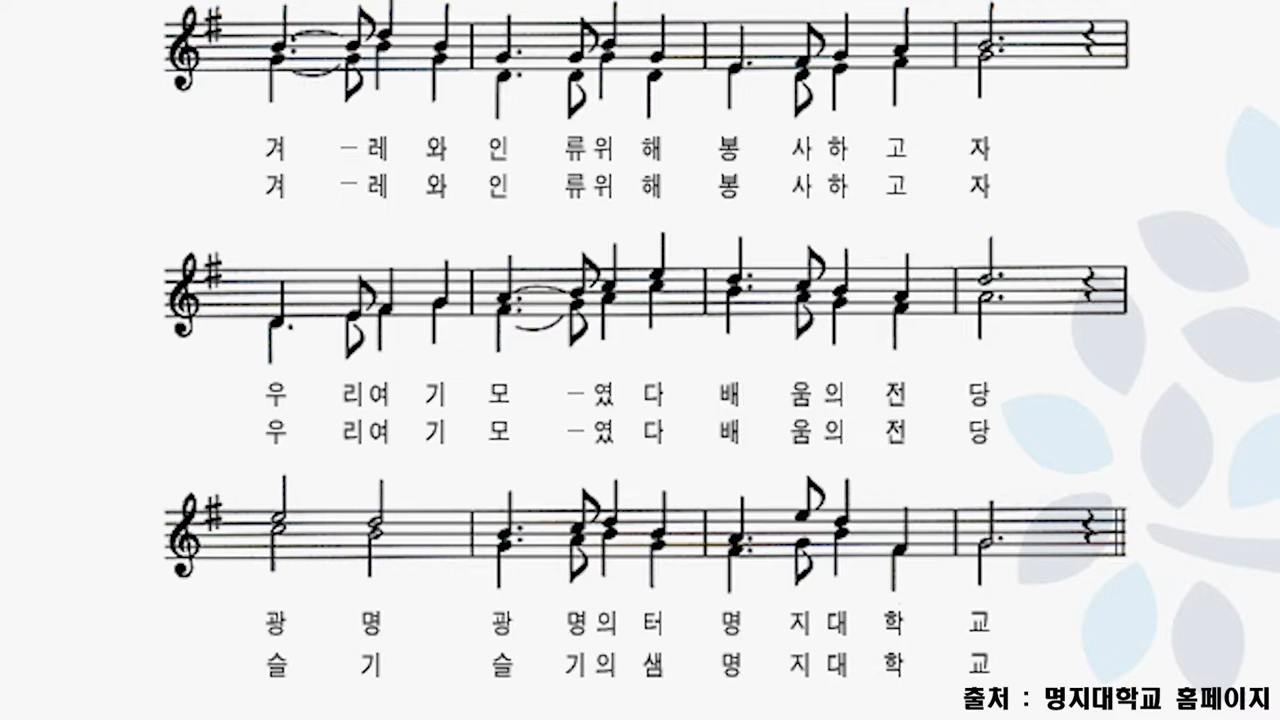 겨 – 레 와 인 류 위 해 봉 사 하 고 자
겨 – 레 와 인 류 위 해 봉 사 하 고 자
우 리 여 기 모 – 였 다 배 움 의 전 당
우 리 여 기 모 – 였 다 배 움 의 전 당
광 명 광 명 의 터 명 지 대 학 교
슬 기 슬 기 의 샘 명 지 대 학 교
출처 : 명지대학교 홈페이지